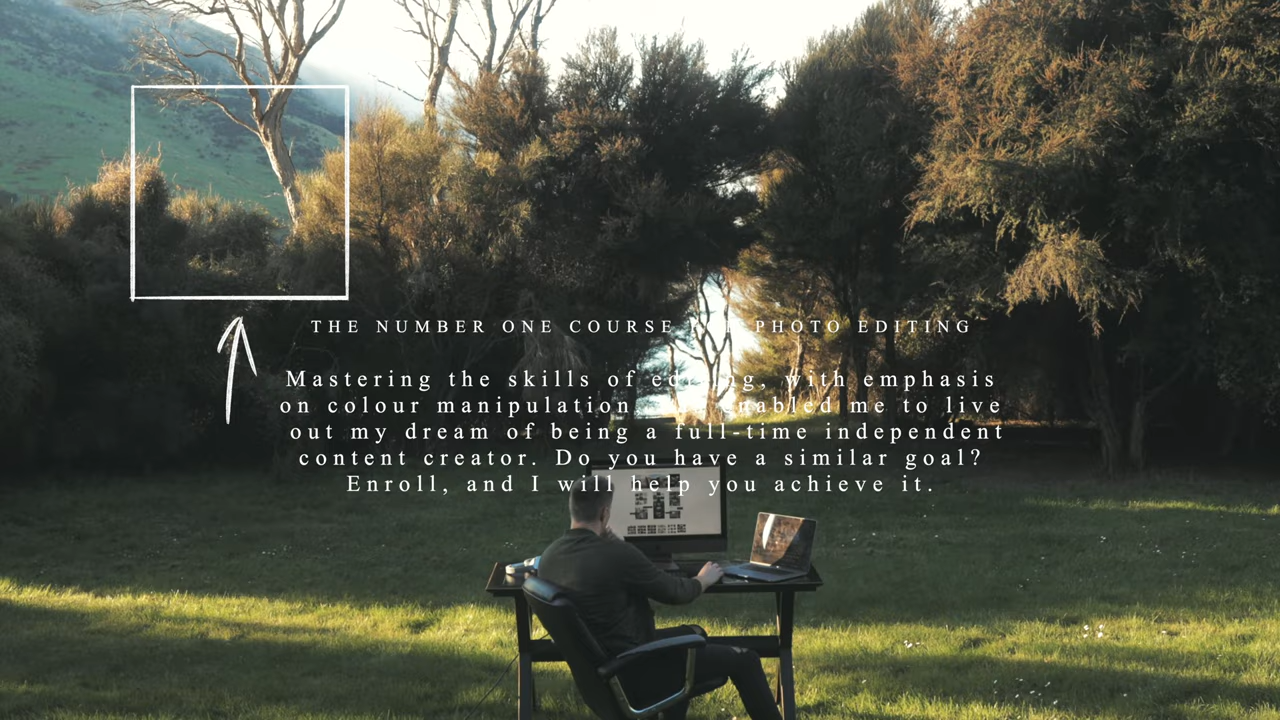 THE NUMBER ONE COURSE PHOTO EDITING
Mastering the skills of editing, with emphasis
on colour manipulation enabled me to live
out my dream of being a full-time independent
content creator. Do you have a similar goal?
Enroll, and I will help you achieve it.